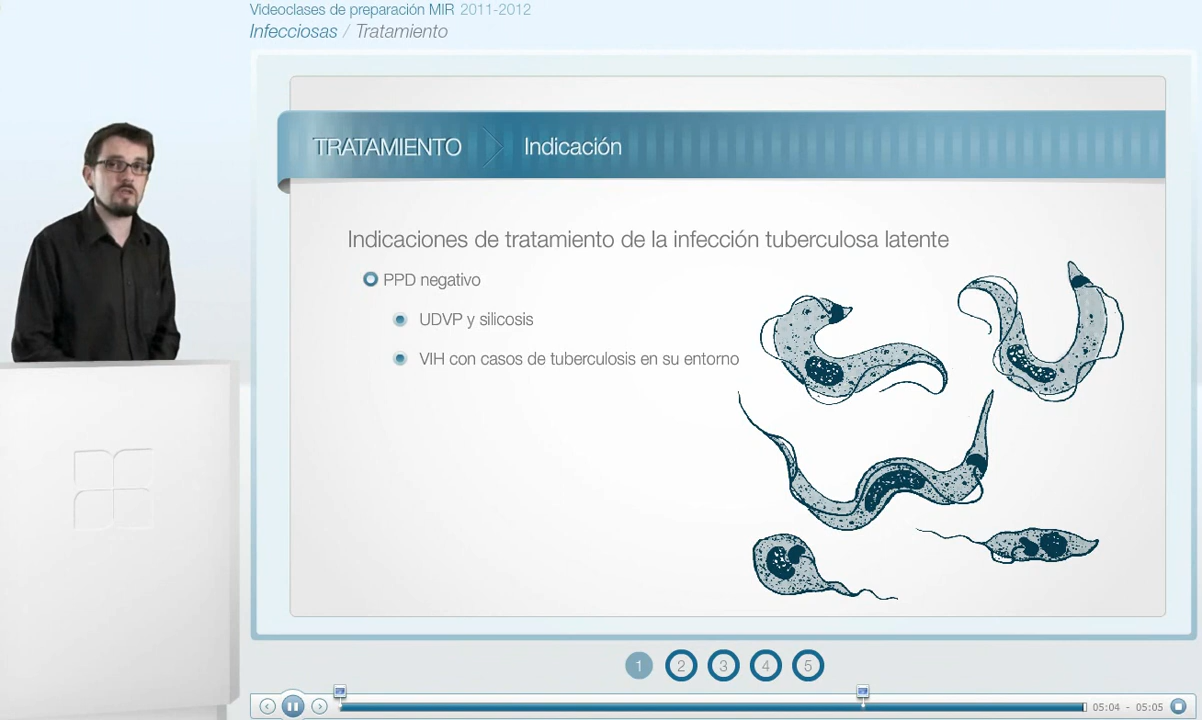 Videoclases de preparación MIR 2011-2012
Infecciosas / Tratamiento
TRATAMIENTO Indicación
Indicaciones de tratamiento de la infección tuberculosa latente
PPD negativo
UDVP y silicosis
VIH con casos de tuberculosis en su entorno
1 2 3 4 5
05:04 - 05:05